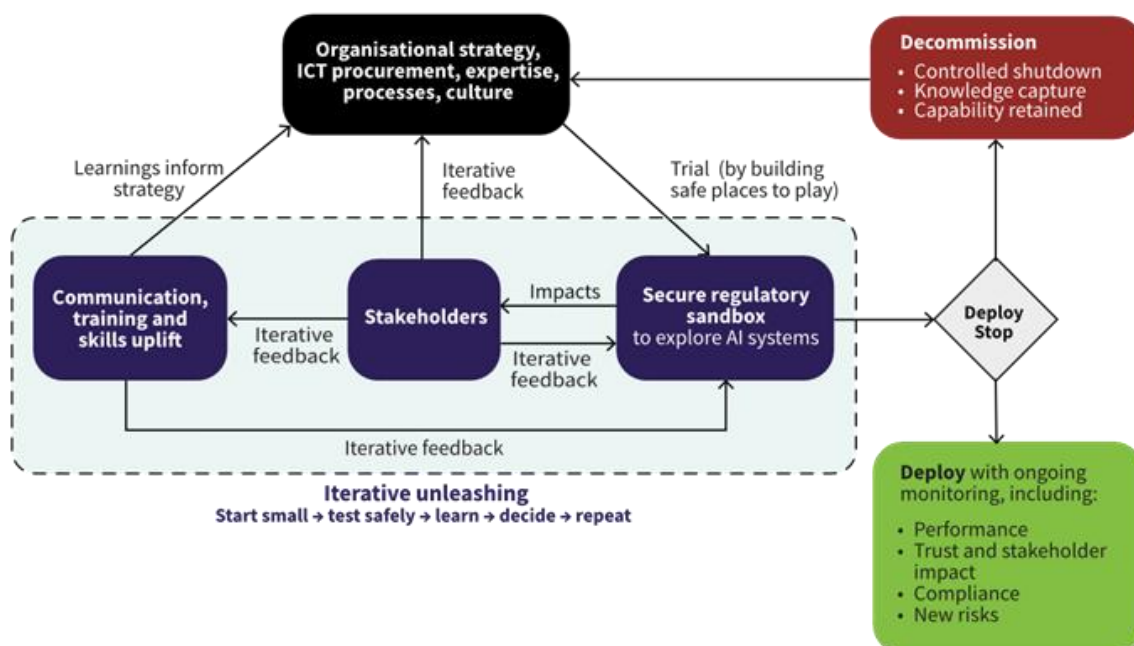 Organisational strategy,
ICT procurement, expertise,
processes, culture
Decommission
• Controlled shutdown
• Knowledge capture
• Capability retained
Learnings inform
strategy
Iterative
feedback
Trial (by building
safe places to play)
Communication,
training and
skills uplift
Iterative
feedback
Stakeholders
Impacts
Iterative
feedback
Secure regulatory
sandbox
to explore AI systems
Deploy
Stop
Iterative feedback
Iterative unleashing
Start small → test safely → learn → decide → repeat
Deploy with ongoing
monitoring, including:
• Performance
• Trust and stakeholder
impact
• Compliance
• New risks